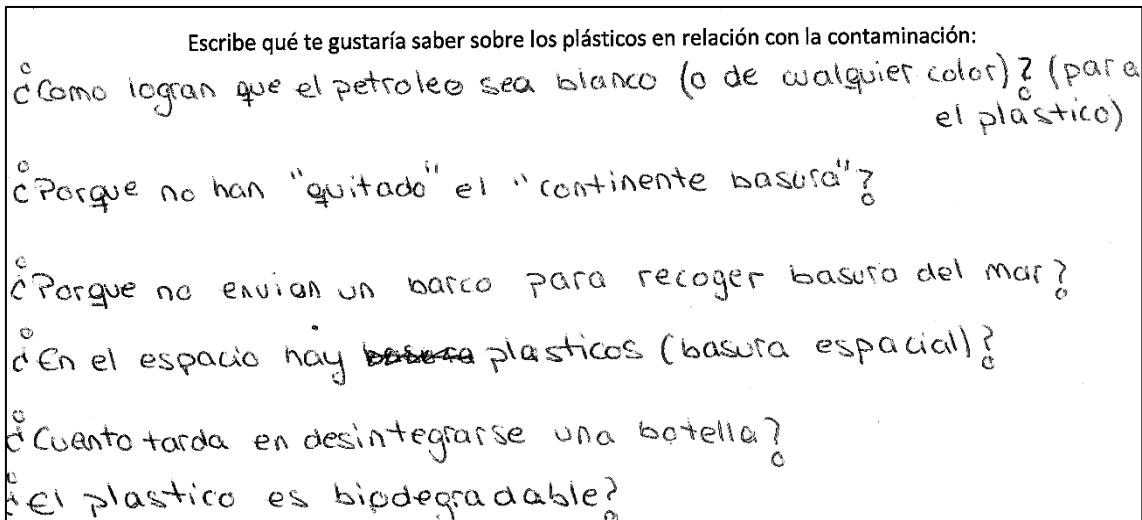 Escribe qué te gustaría saber sobre los plásticos en relación con la contaminación:
¿Como logran que el petroleo sea blanco (o de cualquier color)? (para
el plástico)
¿Porque no han "quitado" el "continente basura"?
¿Porque no envian un barco para recoger basura del mar?
¿En el espacio hay basura plasticos (basura espacial)?
¿Cuanto tarda en desintegrarse una botella?
¿El plastico es biodegradable?